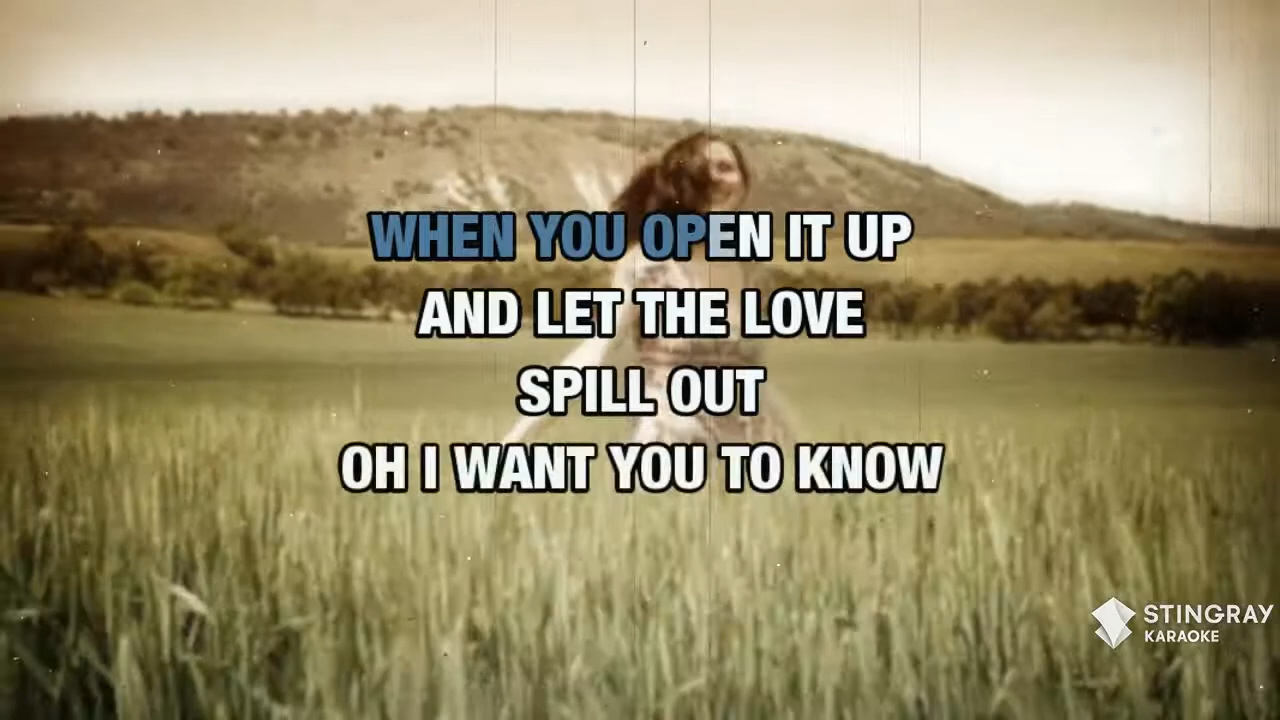 WHEN YOU OPEN IT UP
AND LET THE LOVE
SPILL OUT
OH I WANT YOU TO KNOW
STINGRAY
KARAOKE